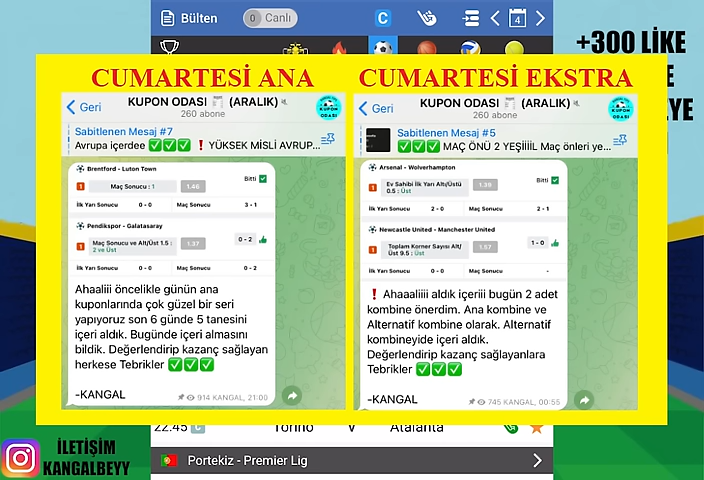 Bülten
0 Canlı
C
4
+300 LİKE
E
EYE
CUMARTESİ ANA
Geri
KUPON ODASI (ARALIK)
260 abone
KUPON ODASI
Sabitlenen Mesaj #7
Avrupa içerdee ✅✅✅ ❗ YÜKSEK MİSLİ AVRUP...
Brentford - Luton Town
Bitti
1
Maç Sonucu : 1
1.46
İlk Yarı Sonucu 0 - 0 Maç Sonucu 3 - 1
Pendikspor - Galatasaray
1
Maç Sonucu ve Alt/Üst 1.5 :
2 ve Üst
1.37
0 - 2
İlk Yarı Sonucu 0 - 0 Maç Sonucu 0 - 2
Ahaaliii öncelikle günün ana
kuponlarında çok güzel bir seri
yapıyoruz son 6 günde 5 tanesini
içeri aldık. Bugünde içeri almasını
bildik. Değerlendirip kazanç sağlayan
herkese Tebrikler ✅✅✅
-KANGAL
914 KANGAL, 21:00
CUMARTESİ EKSTRA
Geri
KUPON ODASI (ARALIK)
260 abone
KUPON ODASI
Sabitlenen Mesaj #5
✅✅✅ MAÇ ÖNÜ 2 YEŞİİİİL Maç önleri ye...
Arsenal - Wolverhampton
Bitti
1
Ev Sahibi İlk Yarı Alt/Üstü
0.5 : Üst
İlk Yarı Sonucu 2 - 0 Maç Sonucu 2 - 1
Newcastle United - Manchester United
1
Toplam Korner Sayısı Alt/
Üst 9.5 : Üst
1.57
1 - 0
İlk Yarı Sonucu 0 - 0 Maç Sonucu -
❗ Ahaaaliiii aldık içeriii bugün 2 adet
kombine önerdim. Ana kombine ve
Alternatif kombine olarak. Alternatif
kombineyide içeri aldık.
Değerlendirip kazanç sağlayanlara
Tebrikler ✅✅✅
-KANGAL
745 KANGAL, 00:55
22:45 C Torino V Atalanta
Portekiz - Premier Lig
İLETİŞİM
KANGALBEYY